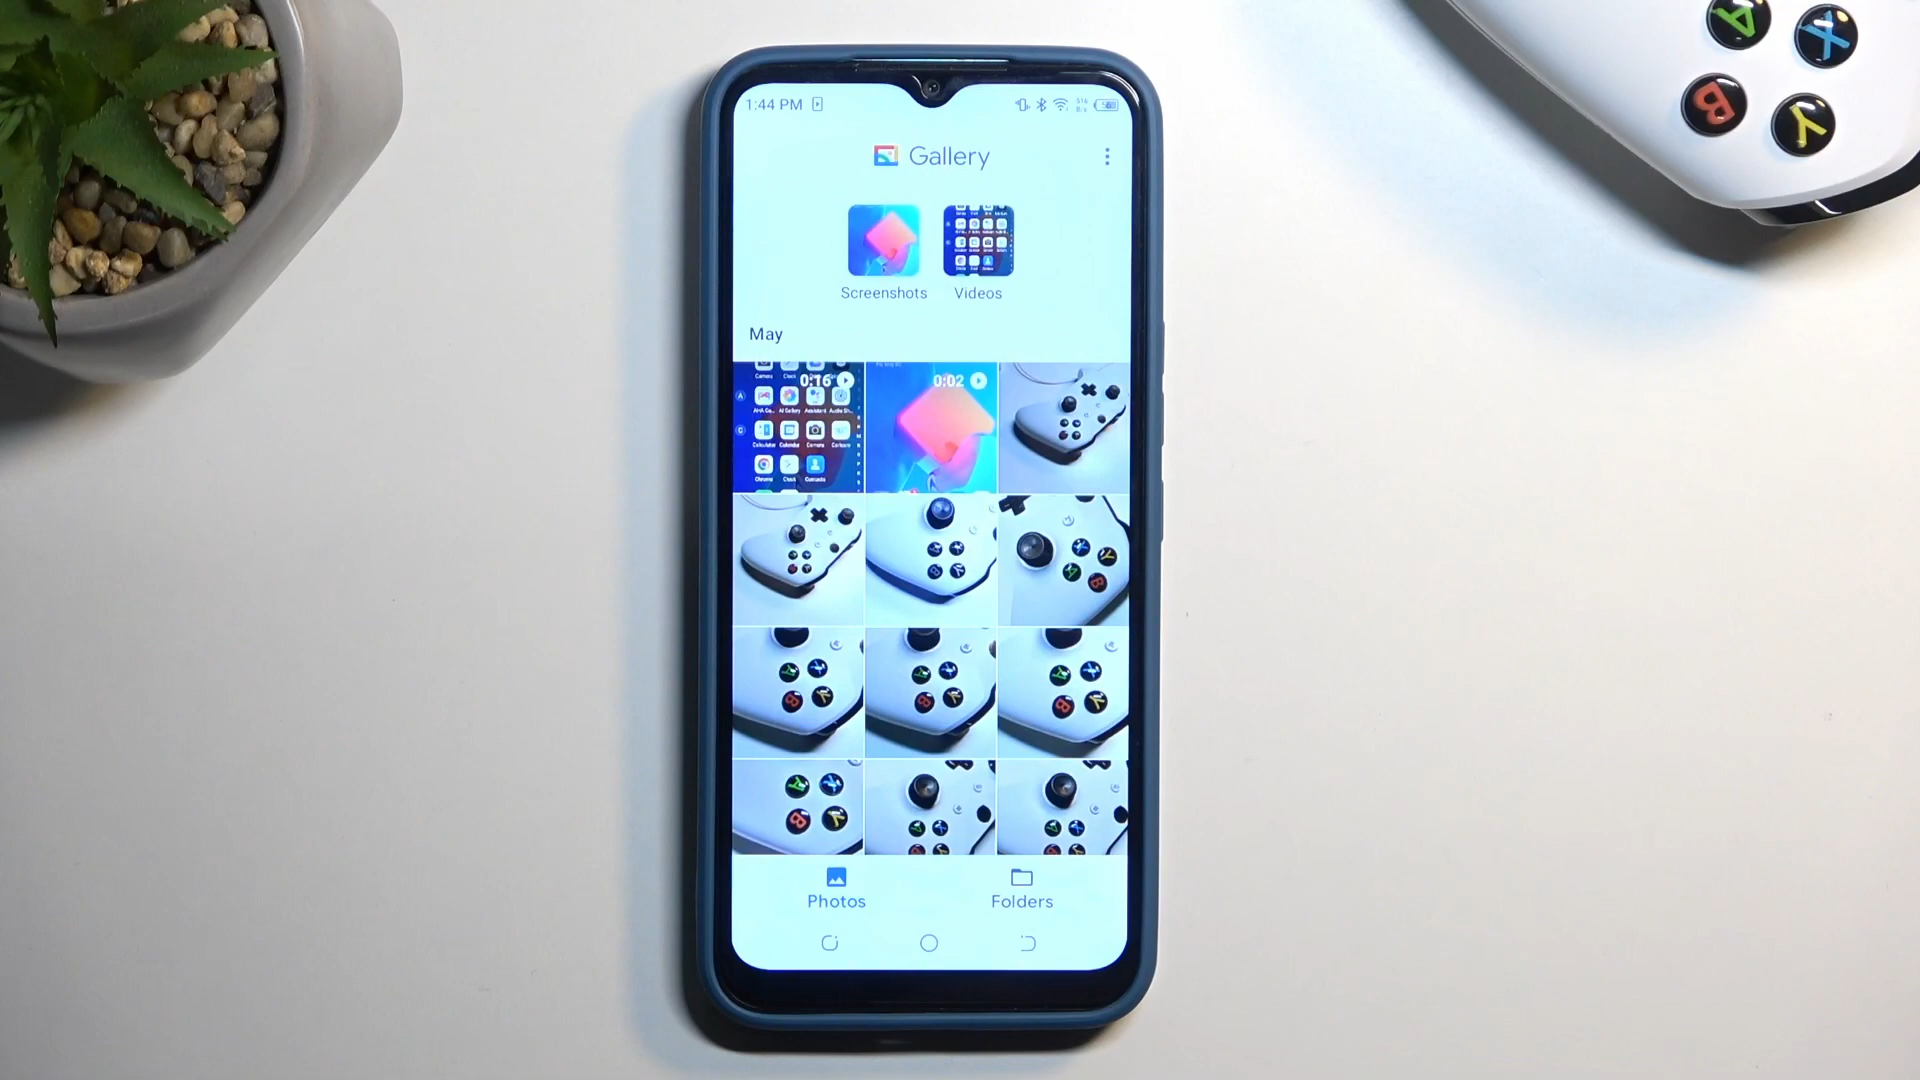 1:44 PM
Gallery
Screenshots Videos
May
0:16 0:02
Photos Folders
A X
B Y